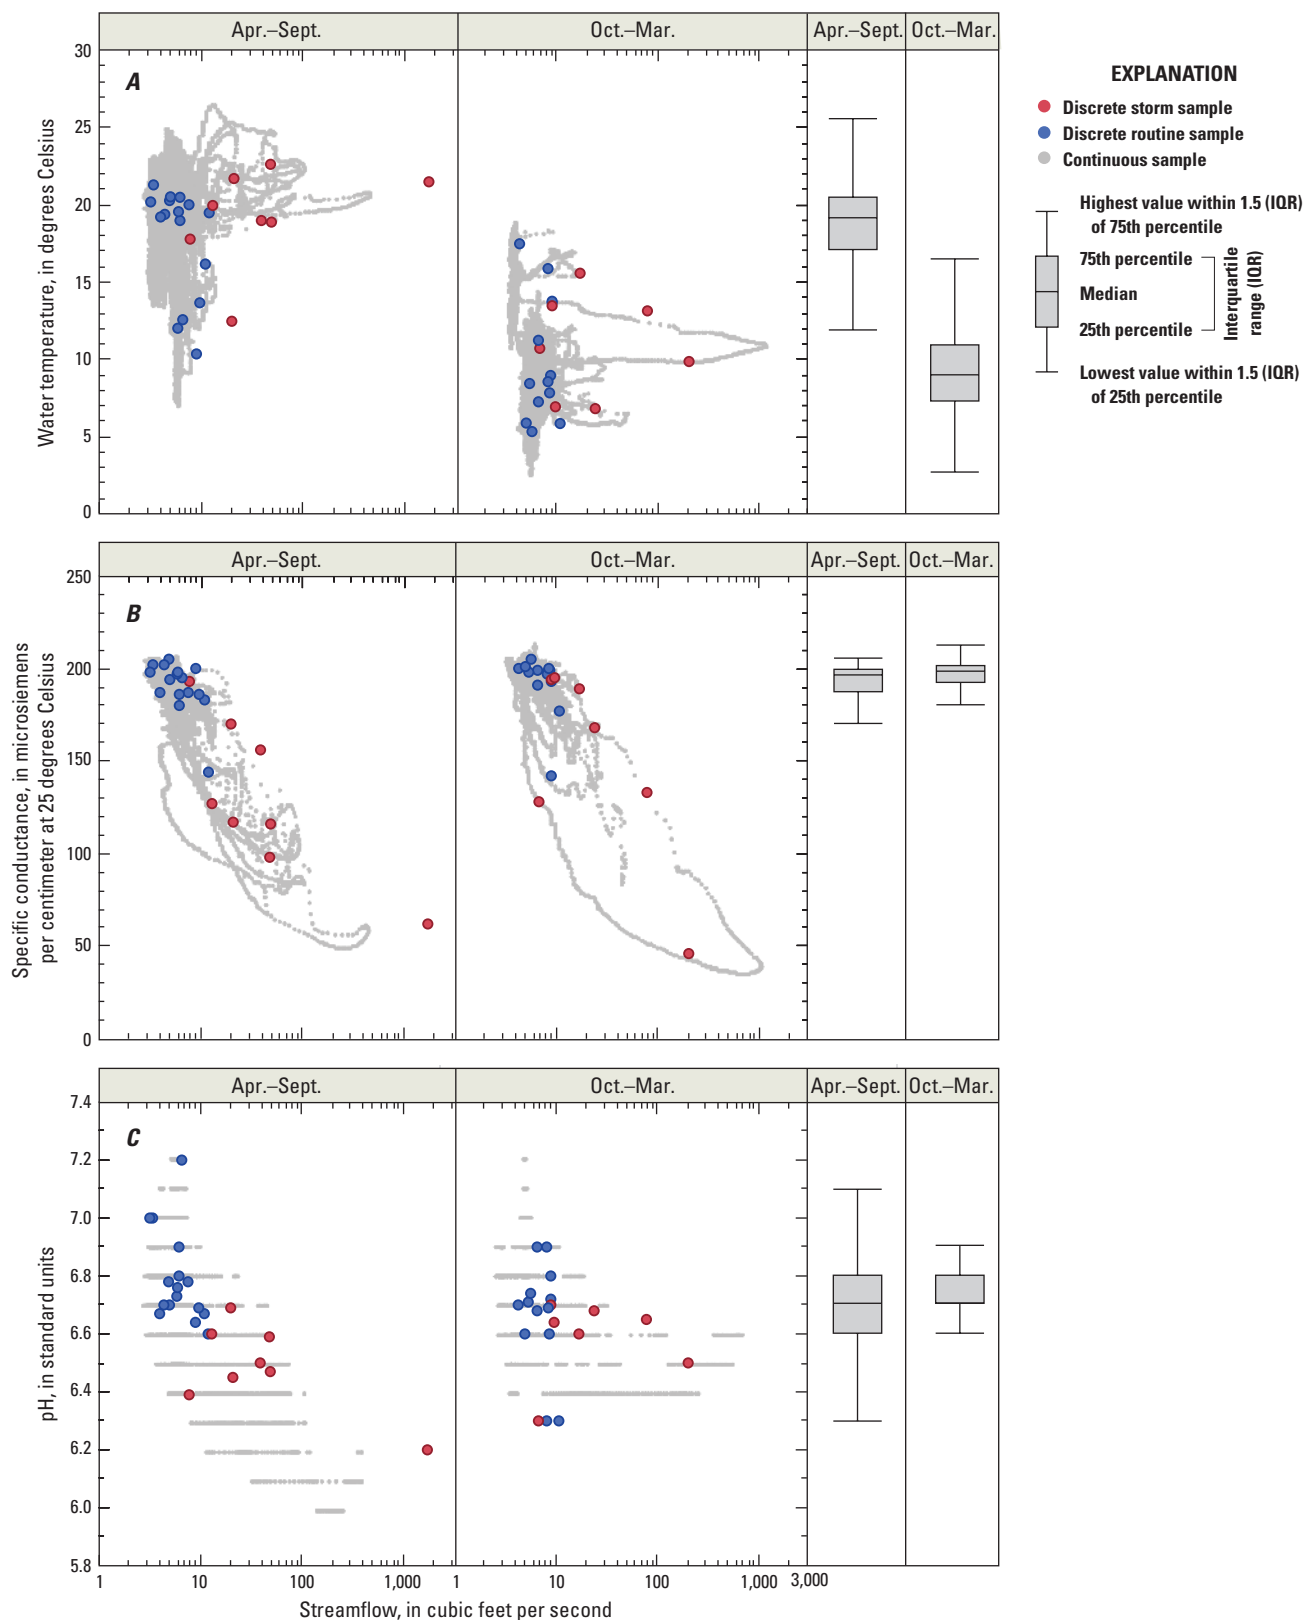 Apr.–Sept.
Oct.–Mar.
Apr.–Sept.
Oct.–Mar.
A
30
25
20
15
10
5
0
Water temperature, in degrees Celsius
EXPLANATION
Discrete storm sample
Discrete routine sample
Continuous sample
Highest value within 1.5 (IQR)
of 75th percentile
75th percentile
Median
25th percentile
Interquartile
range (IQR)
Lowest value within 1.5 (IQR)
of 25th percentile
Apr.–Sept.
Oct.–Mar.
Apr.–Sept.
Oct.–Mar.
B
250
200
150
100
50
0
Specific conductance, in microsiemens
per centimeter at 25 degrees Celsius
Apr.–Sept.
Oct.–Mar.
Apr.–Sept.
Oct.–Mar.
C
7.4
7.2
7.0
6.8
6.6
6.4
6.2
6.0
5.8
pH, in standard units
1 10 100 1,000 1 10 100 1,000 3,000
Streamflow, in cubic feet per second